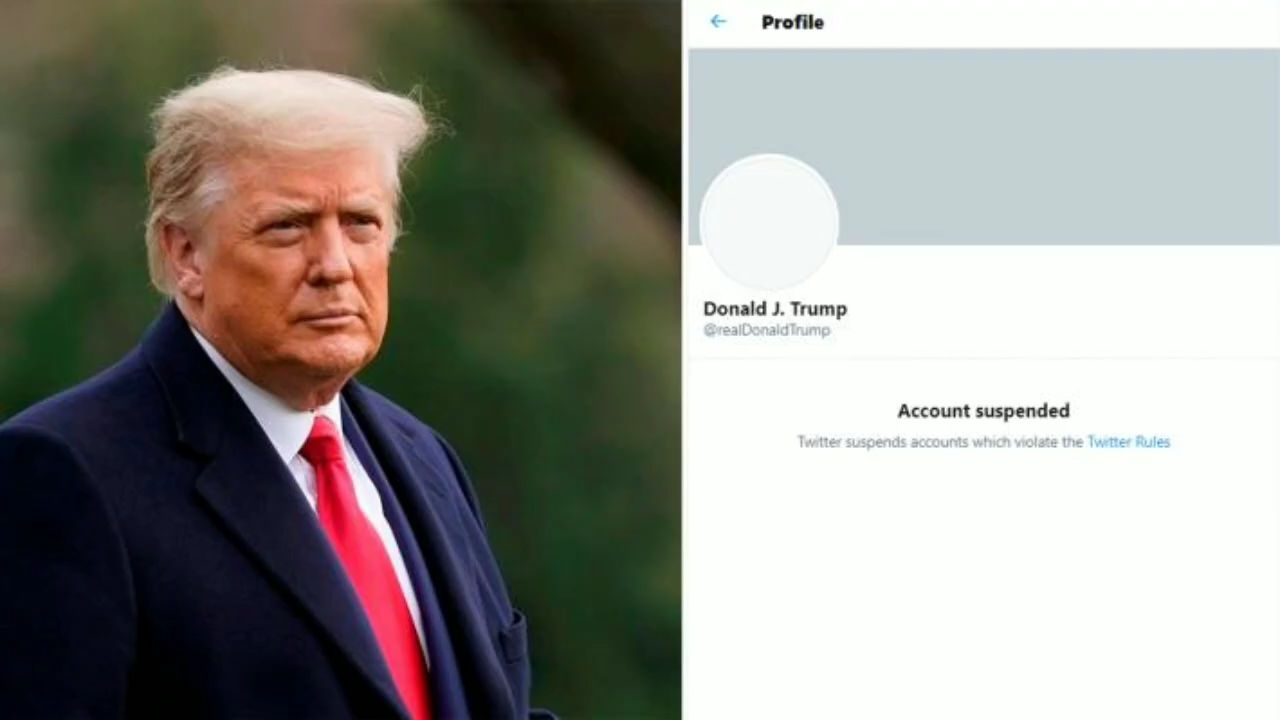 Profile
Donald J. Trump
@realDonaldTrump
Account suspended
Twitter suspends accounts which violate the Twitter Rules